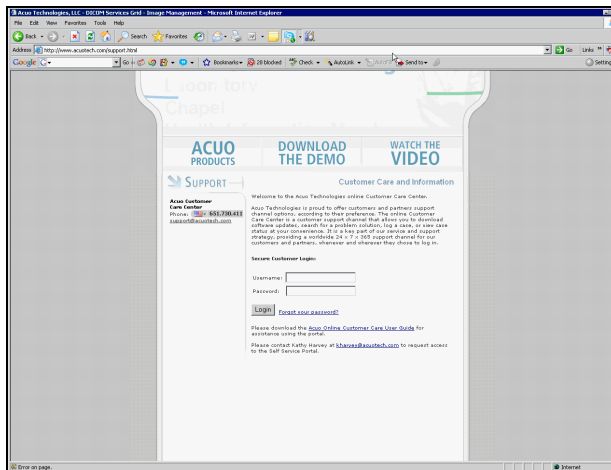 Acuo Technologies, LLC - DICOM Services Grid - Image Management - Microsoft Internet Explorer
File Edit View Favorites Tools Help
Back Search Favorites
Address http://www.acuotech.com/support.html Go Links
Google Go Bookmarks 28 blocked Check AutoLink AutoFill Send to Setting
Chapel
ACUO PRODUCTS
DOWNLOAD THE DEMO
WATCH THE VIDEO
SUPPORT
Customer Care and Information
Acuo Customer
Care Center
Phone: 651.730.411
support@acuotech.com
Welcome to the Acuo Technologies online Customer Care Center.
Acuo Technologies is proud to offer customers and partners support
channel options, according to their preference. The online Customer
Care Center is a customer support channel that allows you to download
software updates, search for a problem solution, log a case, or view case
status at your convenience. It is a key part of our service and support
strategy, providing a worldwide 24 x 7 x 365 support channel for our
customers and partners, whenever and wherever they chose to log in.
Secure Customer Login:
Username:
Password:
Login Forgot your password?
Please download the Acuo Online Customer Care User Guide for
assistance using the portal.
Please contact Kathy Harvey at kharvey@acuotech.com to request access
to the Self Service Portal.
Error on page. Internet